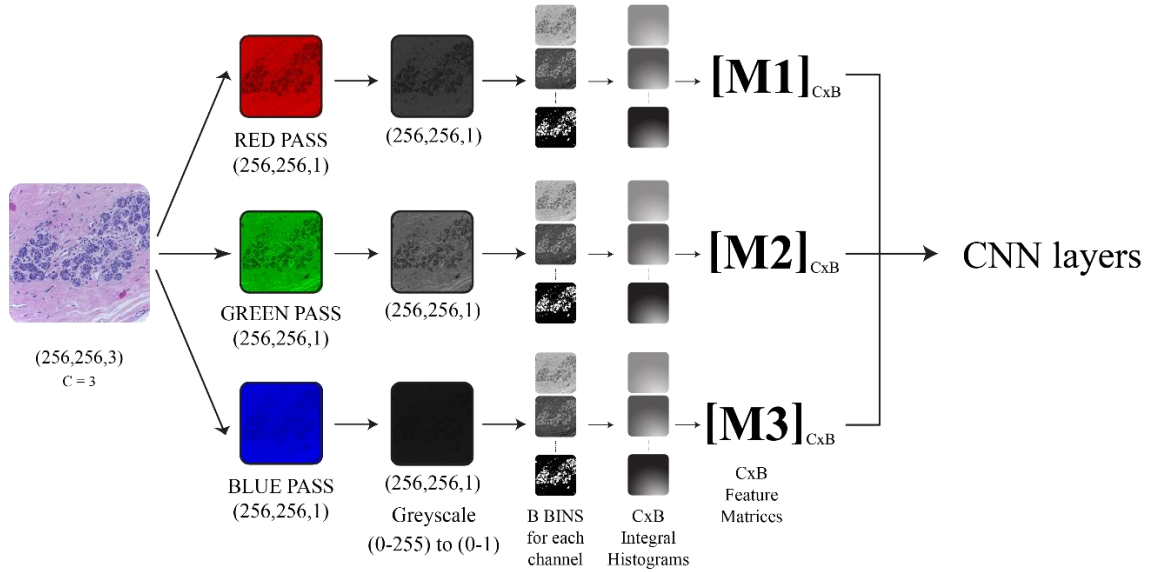 RED PASS
(256,256,1)
(256,256,1)
[M1]CxB
GREEN PASS
(256,256,1)
(256,256,1)
[M2]CxB
CNN layers
(256,256,3)
C = 3
BLUE PASS
(256,256,1)
(256,256,1)
Greyscale
(0-255) to (0-1)
B BINS
for each
channel
CxB
Integral
Histograms
[M3]CxB
CxB
Feature
Matrices